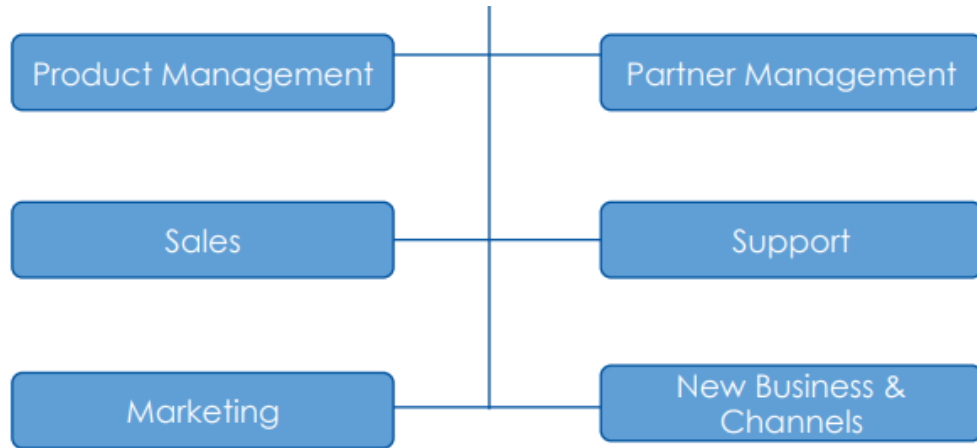 Product Management
Partner Management
Sales
Support
Marketing
New Business &
Channels